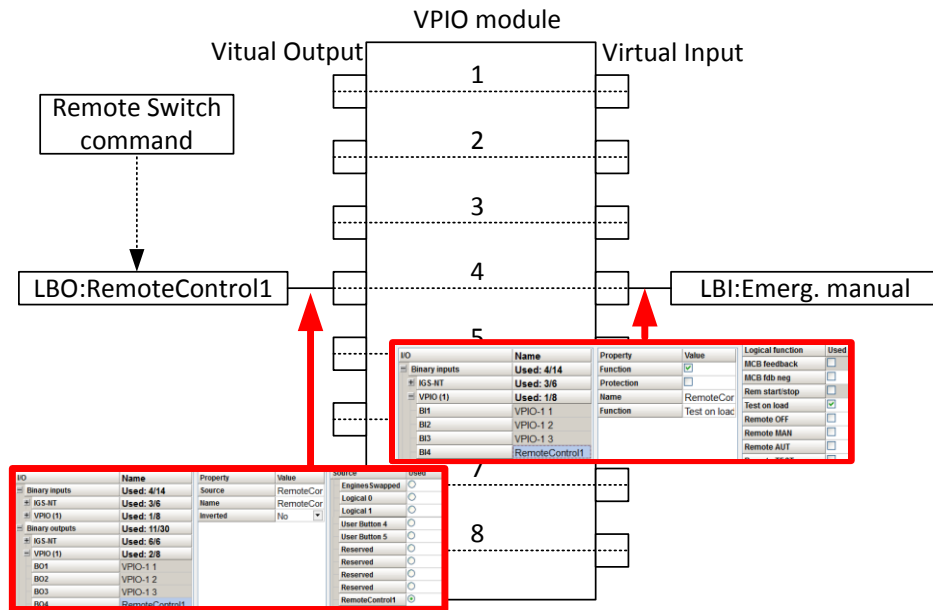 VPIO module
Vitual Output
Virtual Input
1
Remote Switch
command
2
3
LBO:RemoteControl1
4
LBI:Emerg. manual
5
I/O Name
Binary inputs Used: 4/14
IGS-NT Used: 3/6
VPIO (1) Used: 1/8
BI1 VPIO-1 1
BI2 VPIO-1 2
BI3 VPIO-1 3
BI4 RemoteControl1
Property Value
Function
Protection
Name RemoteCor
Function Test on load
Logical function Used
MCB feedback
MCB fdb neg
Rem start/stop
Test on load
Remote OFF
Remote MAN
Remote AUT
Remote TEST
7
I/O Name
Binary inputs Used: 4/14
IGS-NT Used: 3/6
VPIO (1) Used: 1/8
Binary outputs Used: 11/30
IGS-NT Used: 6/6
VPIO (1) Used: 2/8
BO1 VPIO-1 1
BO2 VPIO-1 2
BO3 VPIO-1 3
BO4 RemoteControl1
Property Value
Source RemoteCor
Name RemoteCor
Inverted No
Source Used
Engines Swapped
Logical 0
Logical 1
User Button 4
User Button 5
Reserved
Reserved
Reserved
Reserved
RemoteControl1
8